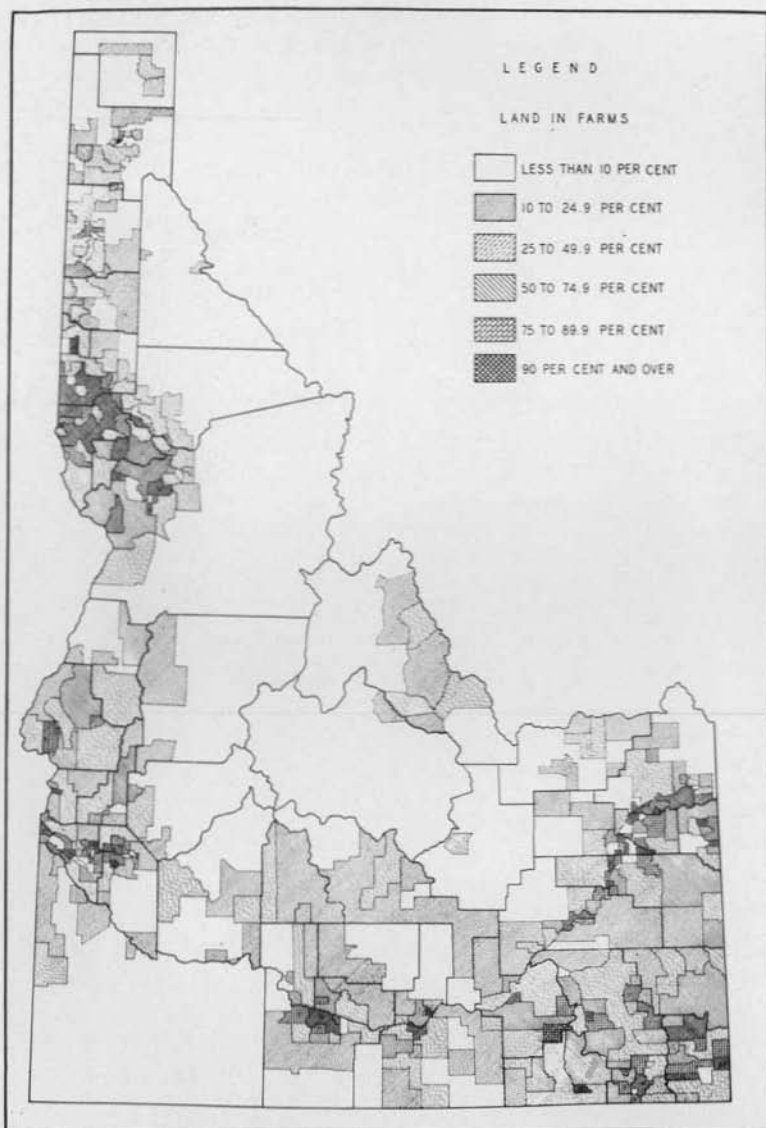 LEGEND
LAND IN FARMS
LESS THAN 10 PER CENT
10 TO 24.9 PER CENT
25 TO 49.9 PER CENT
50 TO 74.9 PER CENT
75 TO 89.9 PER CENT
90 PER CENT AND OVER